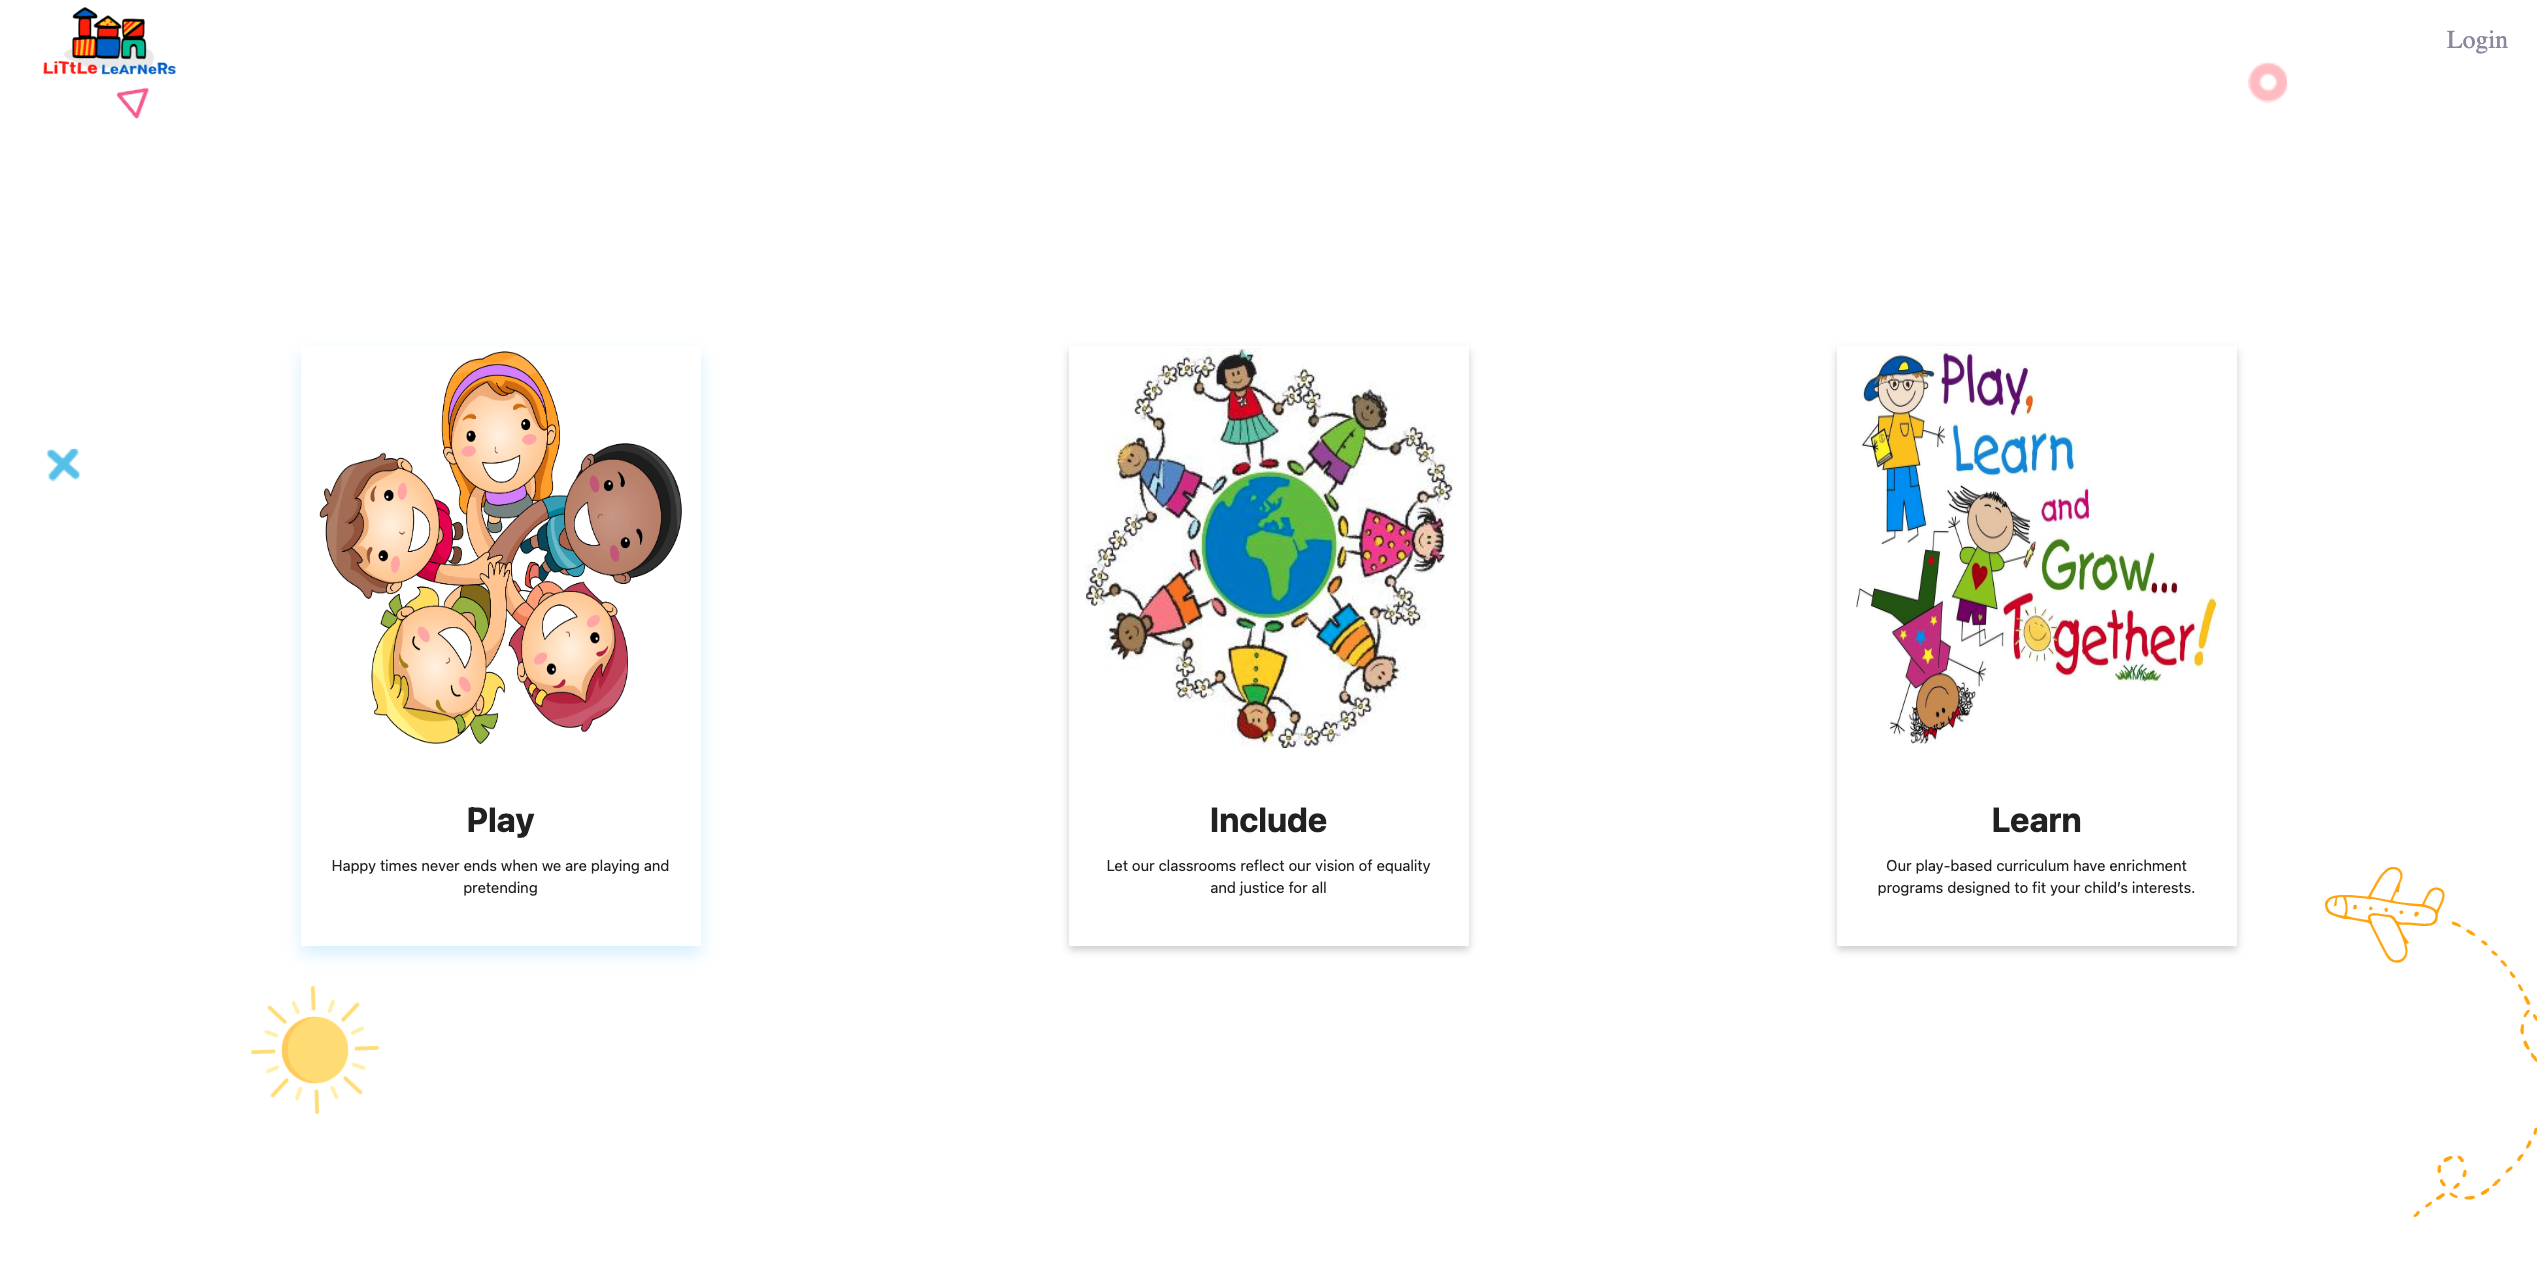 LiTtLe LeArNeRs
Login
Play,
Learn
and
Grow...
Together!
Play
Happy times never ends when we are playing and
pretending
Include
Let our classrooms reflect our vision of equality
and justice for all
Learn
Our play-based curriculum have enrichment
programs designed to fit your child's interests.